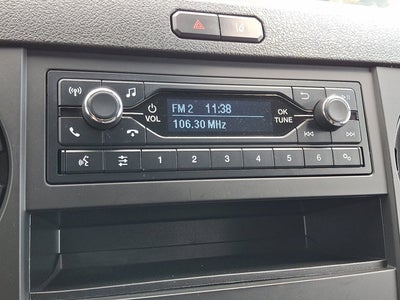 FM 2 11:38
106.30 MHz
VOL
OK
TUNE
1 2 3 4 5 6